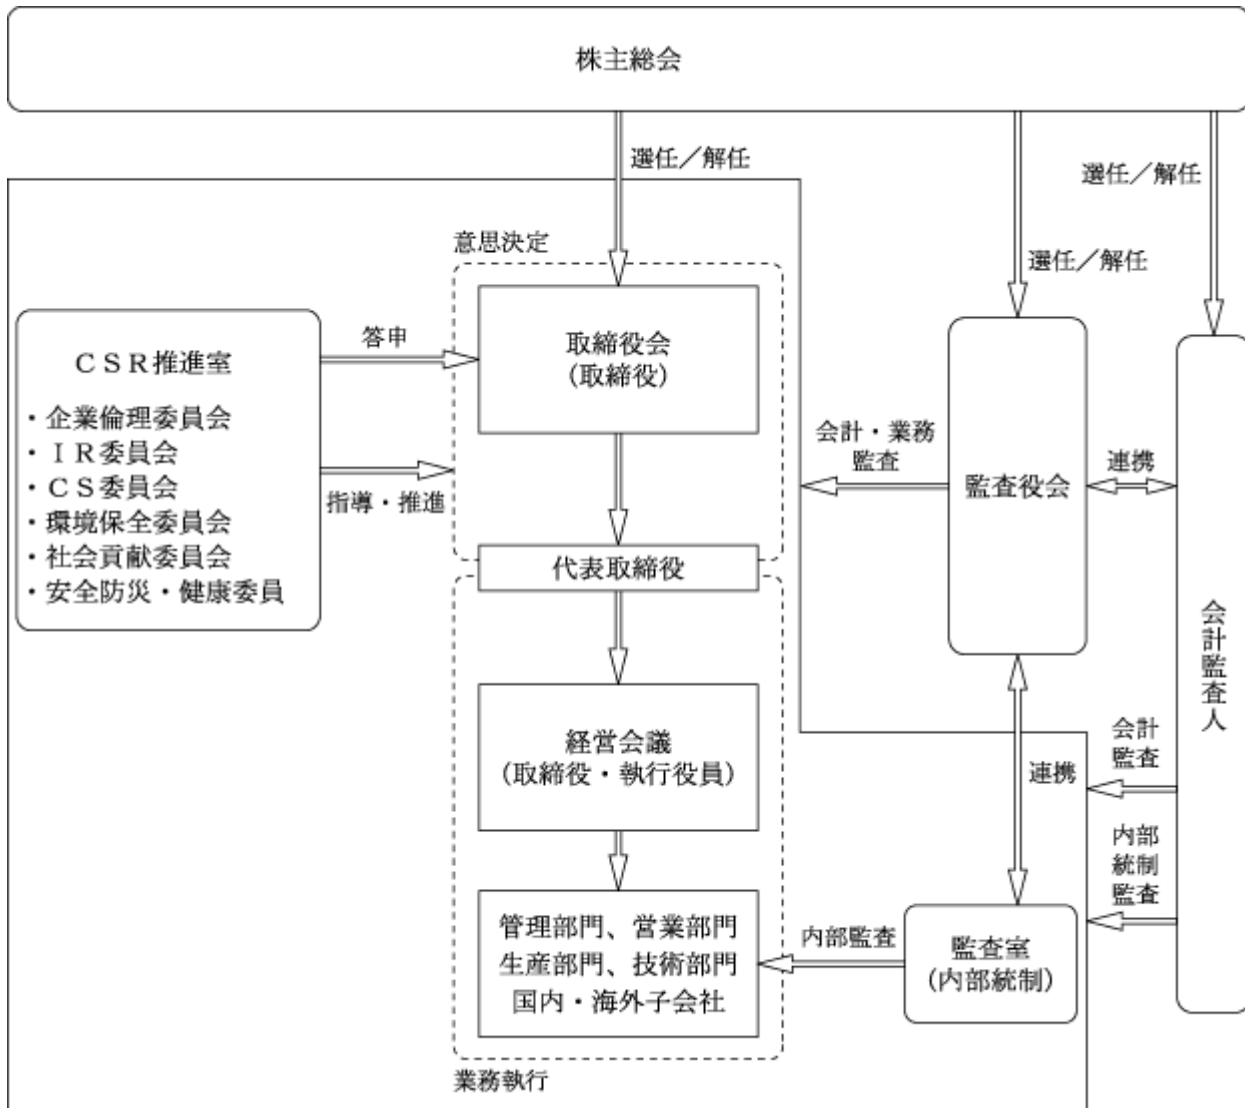 株主総会
選任／解任
選任／解任
選任／解任
意思決定
取締役会
（取締役）
ＣＳＲ推進室
・企業倫理委員会
・ＩＲ委員会
・ＣＳ委員会
・環境保全委員会
・社会貢献委員会
・安全防災・健康委員
答申
指導・推進
会計・業務
監査
監査役会
連携
代表取締役
会計監査人
経営会議
（取締役・執行役員）
連携
会計
監査
内部
統制
監査
管理部門、営業部門
生産部門、技術部門
国内・海外子会社
内部監査
監査室
（内部統制）
業務執行